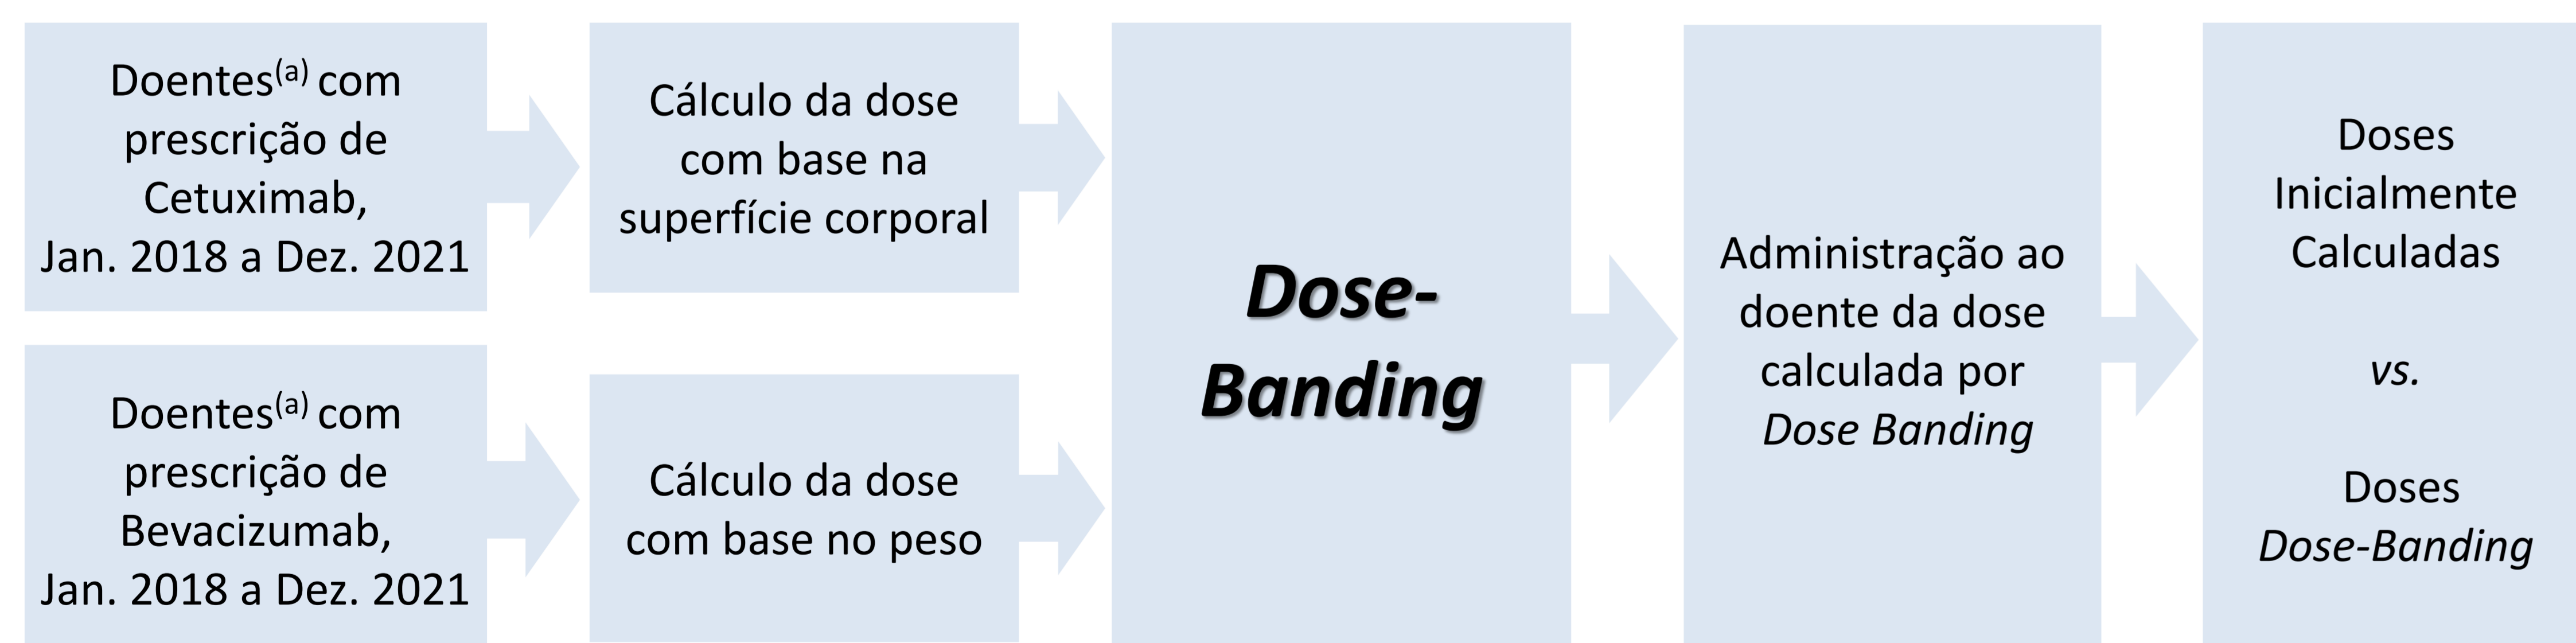 Doentes(a) com
prescrição de
Cetuximab,
Jan. 2018 a Dez. 2021
Cálculo da dose
com base na
superfície corporal
Doentes(a) com
prescrição de
Bevacizumab,
Jan. 2018 a Dez. 2021
Cálculo da dose
com base no peso
Dose-
Banding
Administração ao
doente da dose
calculada por
Dose Banding
Doses
Inicialmente
Calculadas
vs.
Doses
Dose-Banding